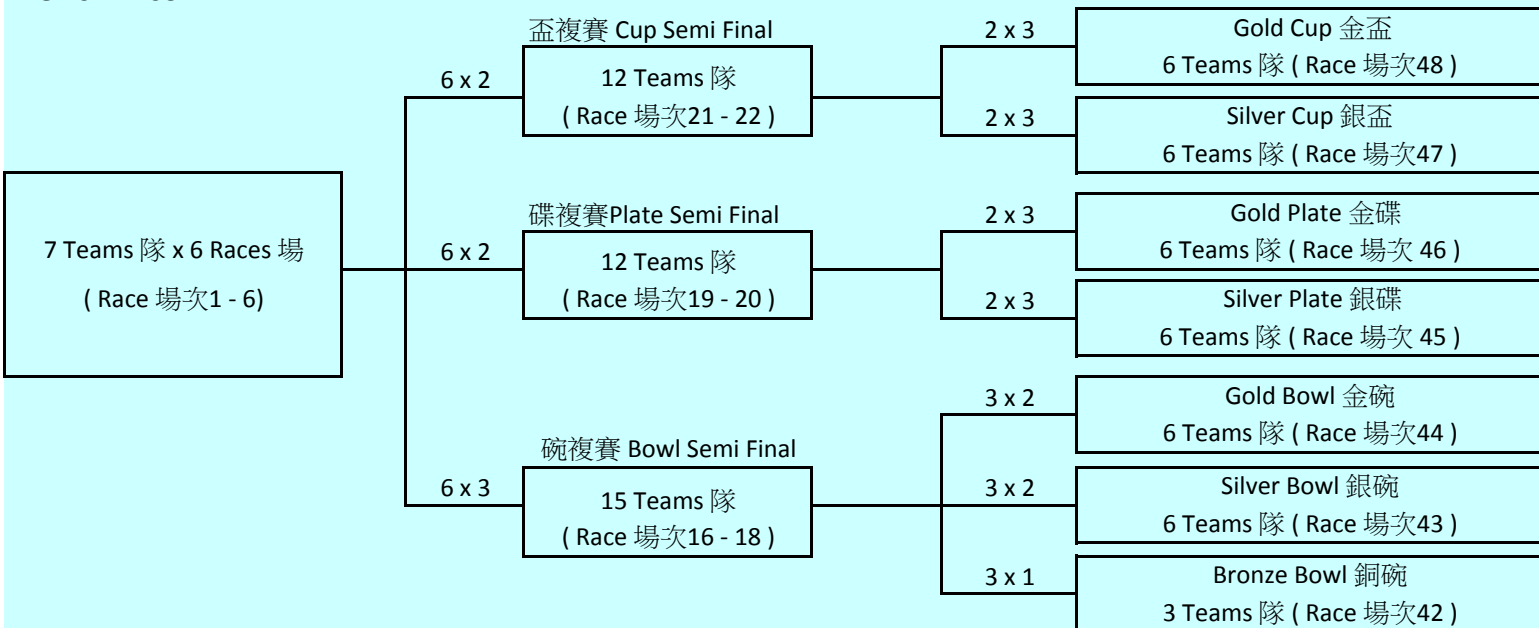 盃複賽 Cup Semi Final
6 x 2
12 Teams 隊
( Race 場次21 - 22 )
2 x 3
Gold Cup 金盃
6 Teams 隊 ( Race 場次48 )
2 x 3
Silver Cup 銀盃
6 Teams 隊 ( Race 場次47 )
7 Teams 隊 x 6 Races 場
( Race 場次1 - 6)
碟複賽Plate Semi Final
6 x 2
12 Teams 隊
( Race 場次19 - 20 )
2 x 3
Gold Plate 金碟
6 Teams 隊 ( Race 場次 46 )
2 x 3
Silver Plate 銀碟
6 Teams 隊 ( Race 場次 45 )
碗複賽 Bowl Semi Final
6 x 3
15 Teams 隊
( Race 場次16 - 18 )
3 x 2
Gold Bowl 金碗
6 Teams 隊 ( Race 場次44 )
3 x 2
Silver Bowl 銀碗
6 Teams 隊 ( Race 場次43 )
3 x 1
Bronze Bowl 銅碗
3 Teams 隊 ( Race 場次42 )